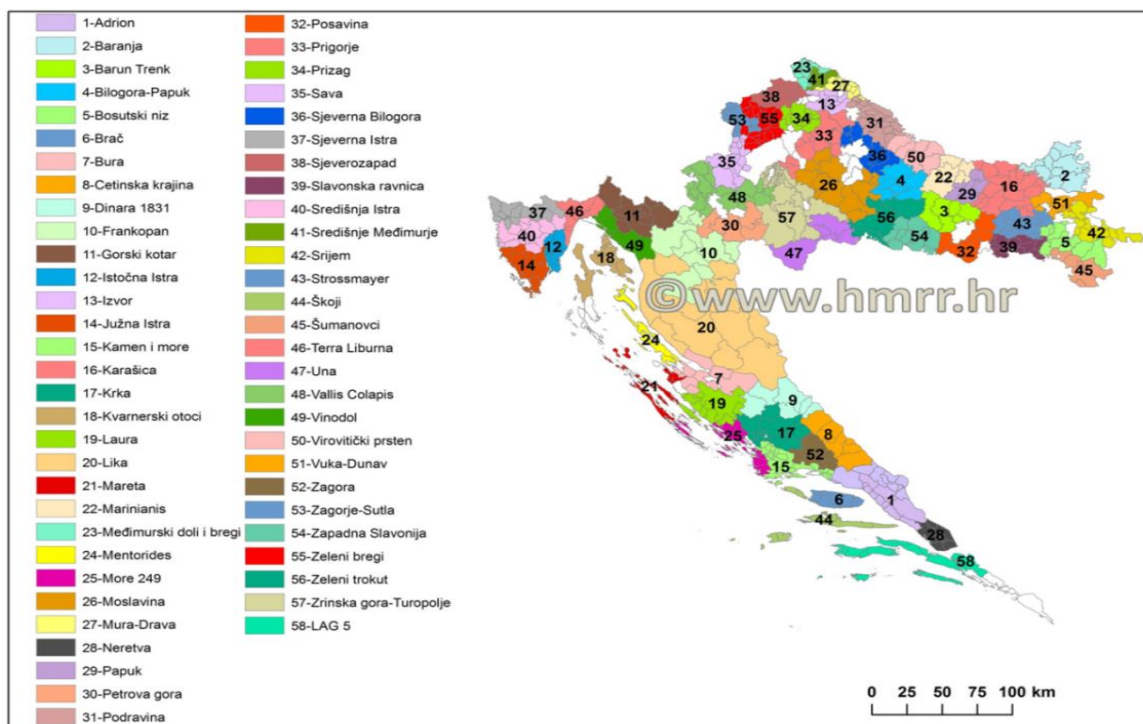 1-Adrion
2-Baranja
3-Barun Trenk
4-Bilogora-Papuk
5-Bosutski niz
6-Brač
7-Bura
8-Cetinska krajina
9-Dinara 1831
10-Frankopan
11-Gorski kotar
12-Istočna Istra
13-Izvor
14-Južna Istra
15-Kamen i more
16-Karašica
17-Krka
18-Kvarnerski otoci
19-Laura
20-Lika
21-Mareta
22-Marinianis
23-Međimurski doli i bregi
24-Mentorides
25-More 249
26-Moslavina
27-Mura-Drava
28-Neretva
29-Papuk
30-Petrova gora
31-Podravina
32-Posavina
33-Prigorje
34-Prizag
35-Sava
36-Sjeverna Bilogora
37-Sjeverna Istra
38-Sjeverozapad
39-Slavonska ravnica
40-Središnja Istra
41-Središnje Međimurje
42-Srijem
43-Strossmayer
44-Škoji
45-Šumanovci
46-Terra Liburna
47-Una
48-Vallis Colapis
49-Vinodol
50-Virovitički prsten
51-Vuka-Dunav
52-Zagora
53-Zagorje-Sutla
54-Zapadna Slavonija
55-Zeleni bregi
56-Zeleni trokut
57-Zrinska gora-Turopolje
58-LAG 5
23
41
27
38
13
53
55
34
31
33
35
36
50
2
26
4
22
29
16
48
51
37
46
11
3
43
42
40
30
57
56
54
5
12
49
10
47
32
39
14
18
45
©www.hmrr.hr
20
24
7
21
19
9
25
17
8
52
15
6
1
44
28
58
0 25 50 75 100 km